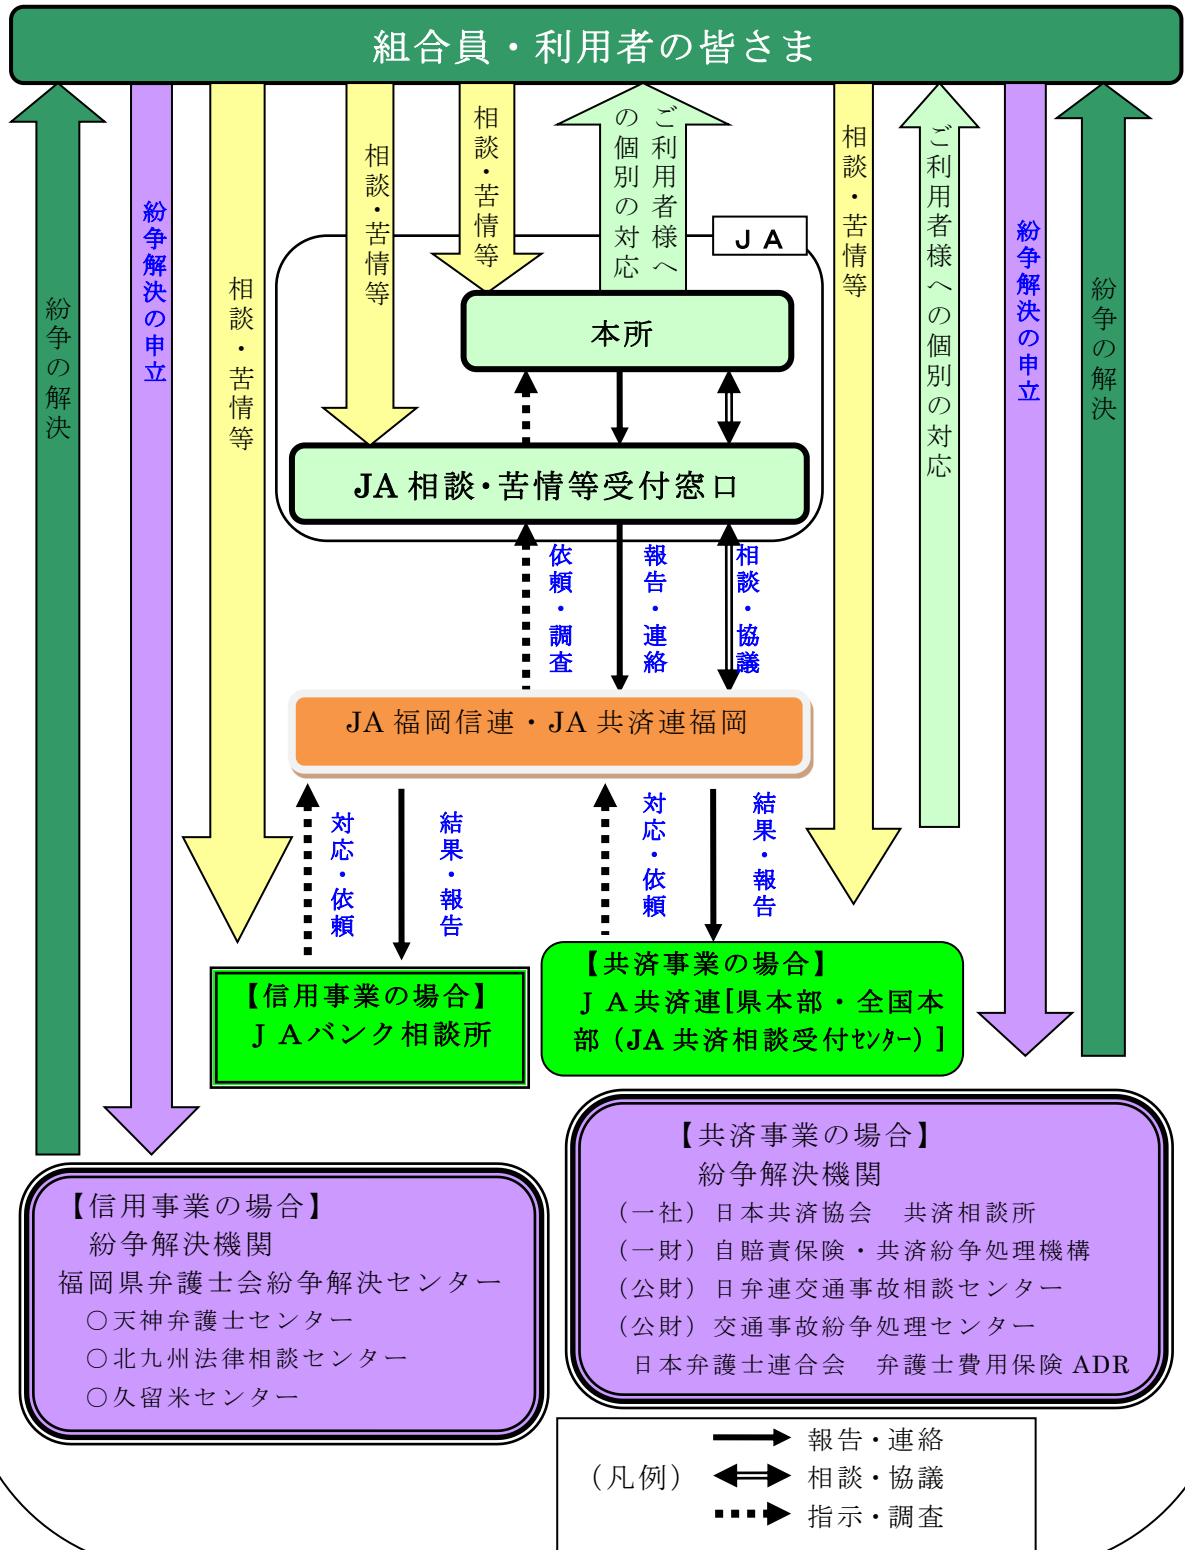 組合員・利用者の皆さま
紛争の解決
紛争解決の申立
相談・苦情等
相談・苦情等
相談・苦情等
ご利用者様へ
の個別の対応
相談・苦情等
ご利用者様への個別の対応
紛争解決の申立
紛争の解決
ＪＡ
本所
JA相談・苦情等受付窓口
依頼・調査
報告・連絡
相談・協議
JA福岡信連・JA共済連福岡
対応・依頼
結果・報告
対応・依頼
結果・報告
【信用事業の場合】
ＪＡバンク相談所
【共済事業の場合】
ＪＡ共済連[県本部・全国本
部（JA共済相談受付ｾﾝﾀｰ）]
【信用事業の場合】
紛争解決機関
福岡県弁護士会紛争解決センター
○天神弁護士センター
○北九州法律相談センター
○久留米センター
【共済事業の場合】
紛争解決機関
（一社）日本共済協会　共済相談所
（一財）自賠責保険・共済紛争処理機構
（公財）日弁連交通事故相談センター
（公財）交通事故紛争処理センター
日本弁護士連合会　弁護士費用保険ADR
（凡例）
報告・連絡
相談・協議
指示・調査